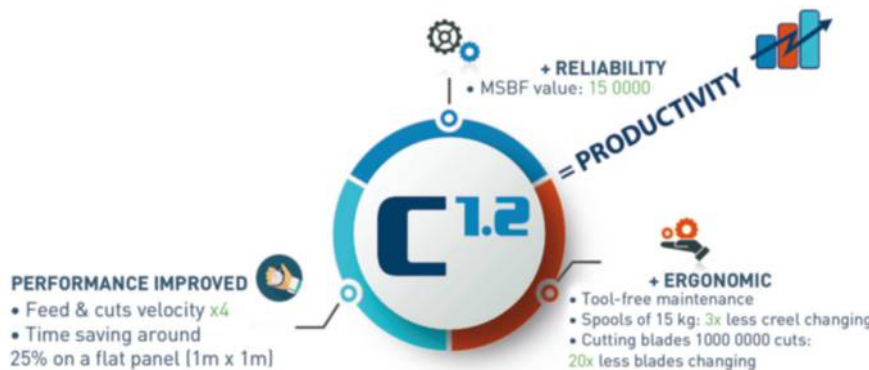 + RELIABILITY
• MSBF value: 15 0000
= PRODUCTIVITY
C1.2
PERFORMANCE IMPROVED
• Feed & cuts velocity x4
• Time saving around
25% on a flat panel (1m x 1m)
+ ERGONOMIC
• Tool-free maintenance
• Spools of 15 kg: 3x less creel changing
• Cutting blades 1000 0000 cuts:
20x less blades changing